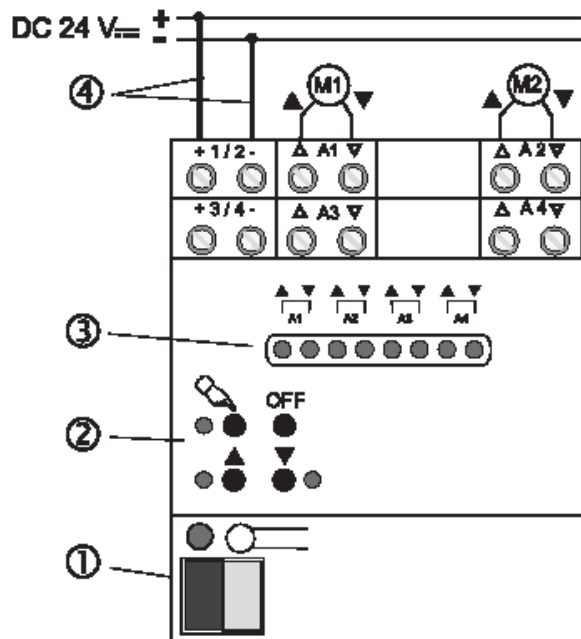 DC 24 V⎓ + -
④
M1 M2
▲ ▼ ▲ ▼
+ 1 / 2 - △ A1 ▽ △ A2 ▽
+ 3 / 4 - △ A3 ▽ △ A4 ▽
▲ ▼ ▲ ▼ ▲ ▼ ▲ ▼
A1 A2 A3 A4
③
OFF
②
▲ ▼
①